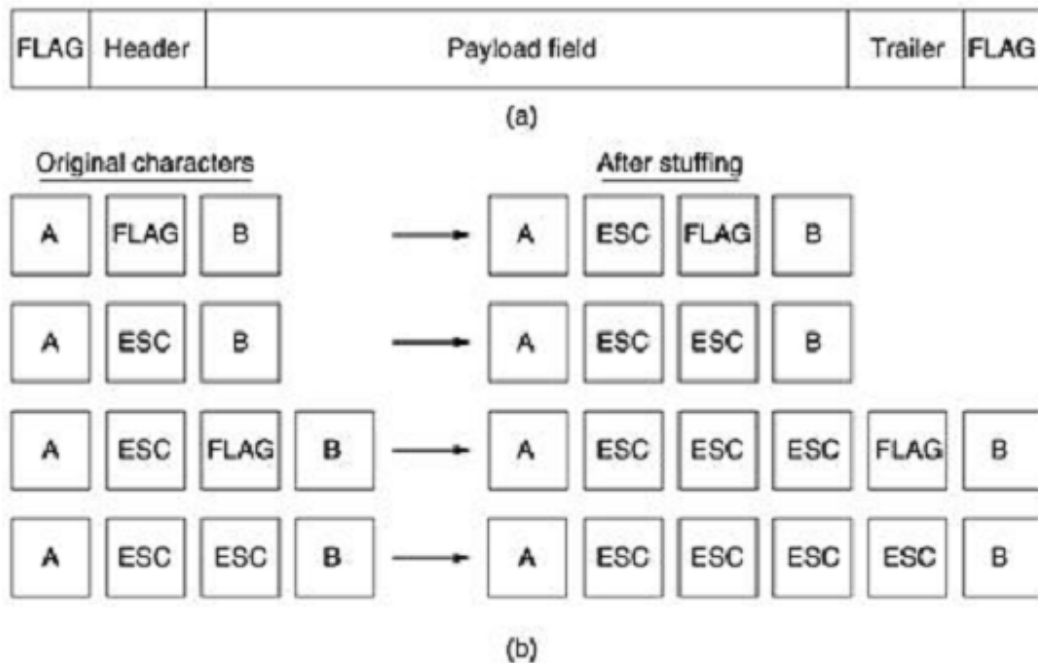 FLAG Header Payload field Trailer FLAG
(a)
Original characters After stuffing
A FLAG B A ESC FLAG B
A ESC B A ESC ESC B
A ESC FLAG B A ESC ESC ESC FLAG B
A ESC ESC B A ESC ESC ESC ESC B
(b)